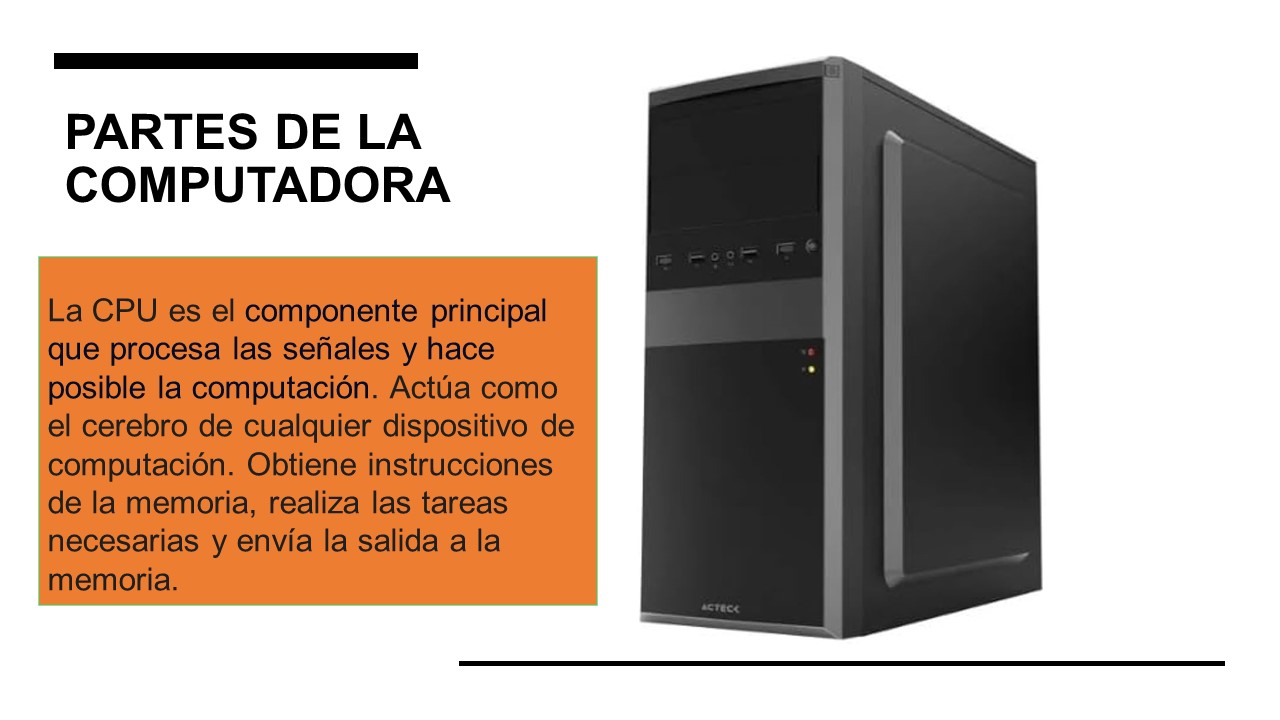 PARTES DE LA
COMPUTADORA
La CPU es el componente principal
que procesa las señales y hace
posible la computación. Actúa como
el cerebro de cualquier dispositivo de
computación. Obtiene instrucciones
de la memoria, realiza las tareas
necesarias y envía la salida a la
memoria.
ACTECK